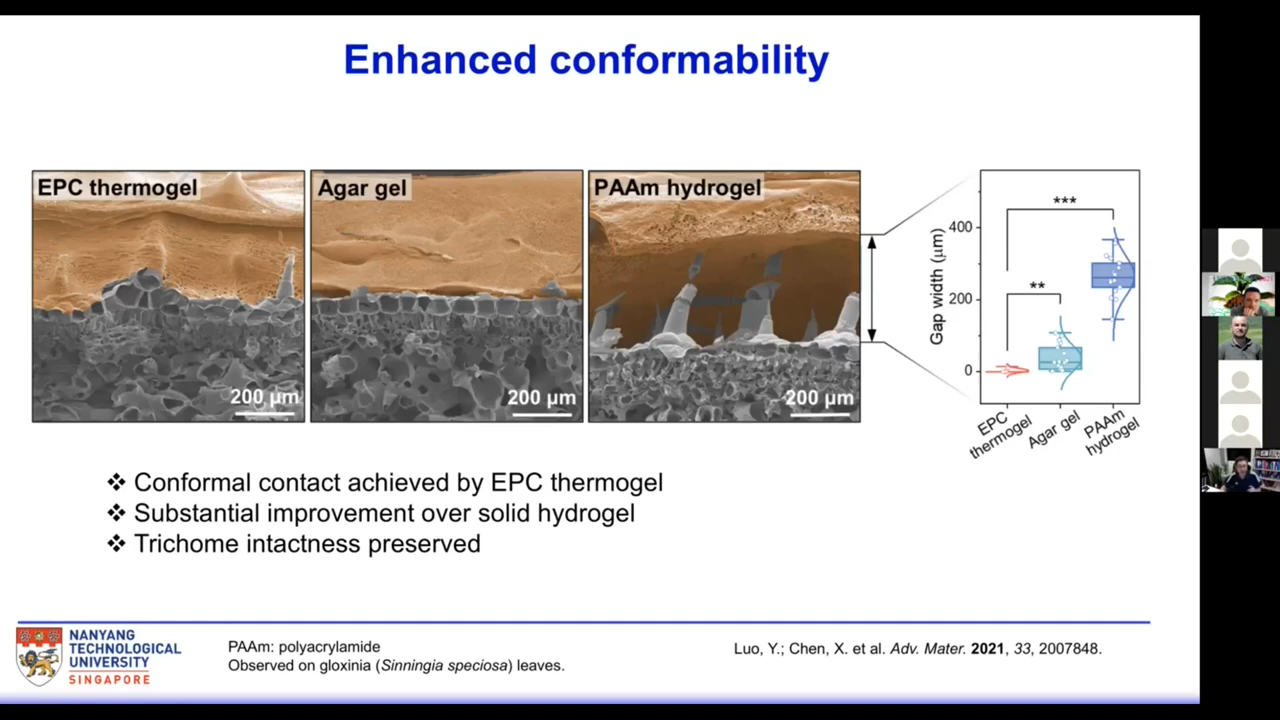 Enhanced conformability
EPC thermogel
200 μm
Agar gel
200 μm
PAAm hydrogel
200 μm
Gap width (μm)
400
200
0
***
**
EPC
thermogel
Agar gel
PAAm
hydrogel
❖ Conformal contact achieved by EPC thermogel
❖ Substantial improvement over solid hydrogel
❖ Trichome intactness preserved
NANYANG
TECHNOLOGICAL
UNIVERSITY
SINGAPORE
PAAm: polyacrylamide
Observed on gloxinia (Sinningia speciosa) leaves.
Luo, Y.; Chen, X. et al. Adv. Mater. 2021, 33, 2007848.